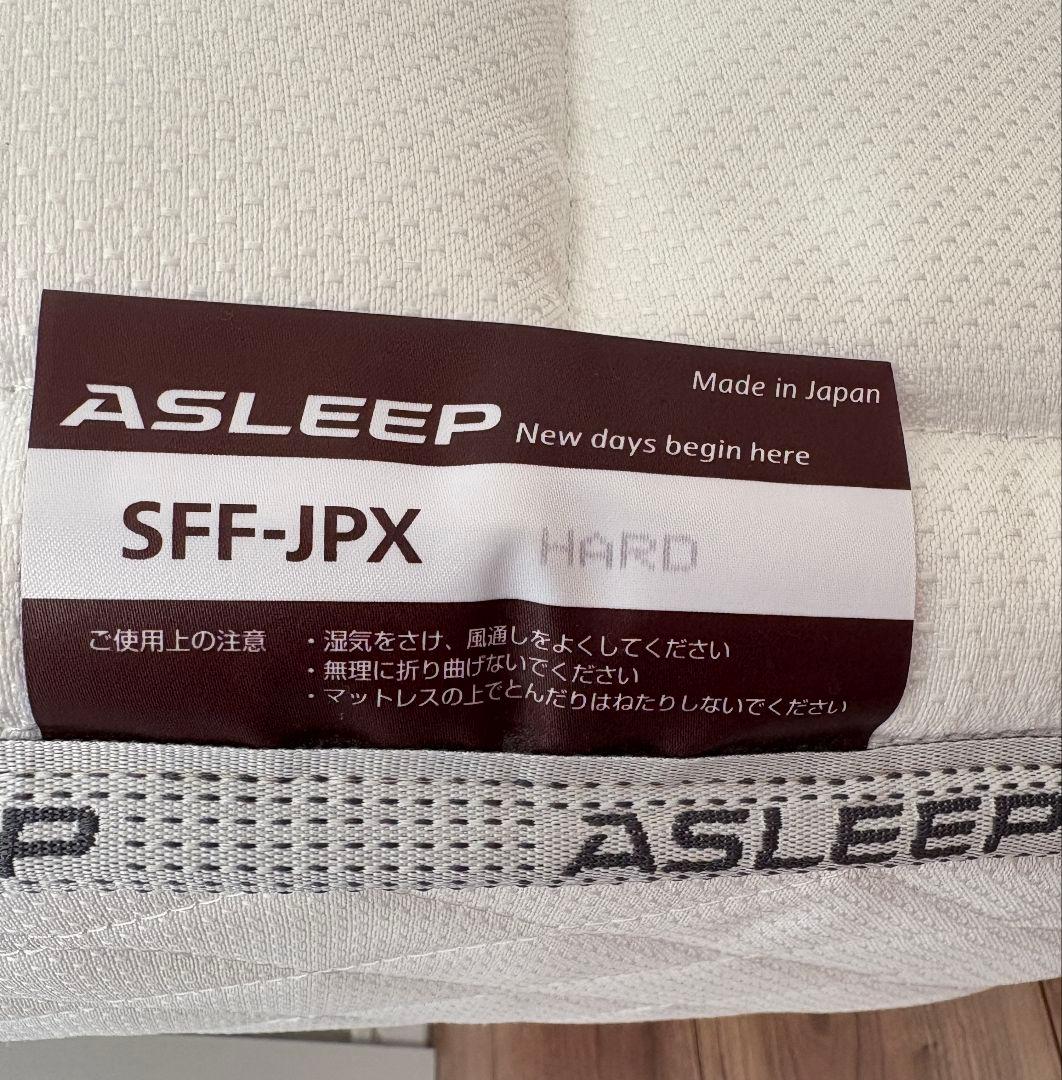 Made in Japan
ASLEEP New days begin here
SFF-JPX HARD
ご使用上の注意 ・湿気をさけ、風通しをよくしてください
・無理に折り曲げないでください
・マットレスの上でとんだりはねたりしないでください
P ASLEEP